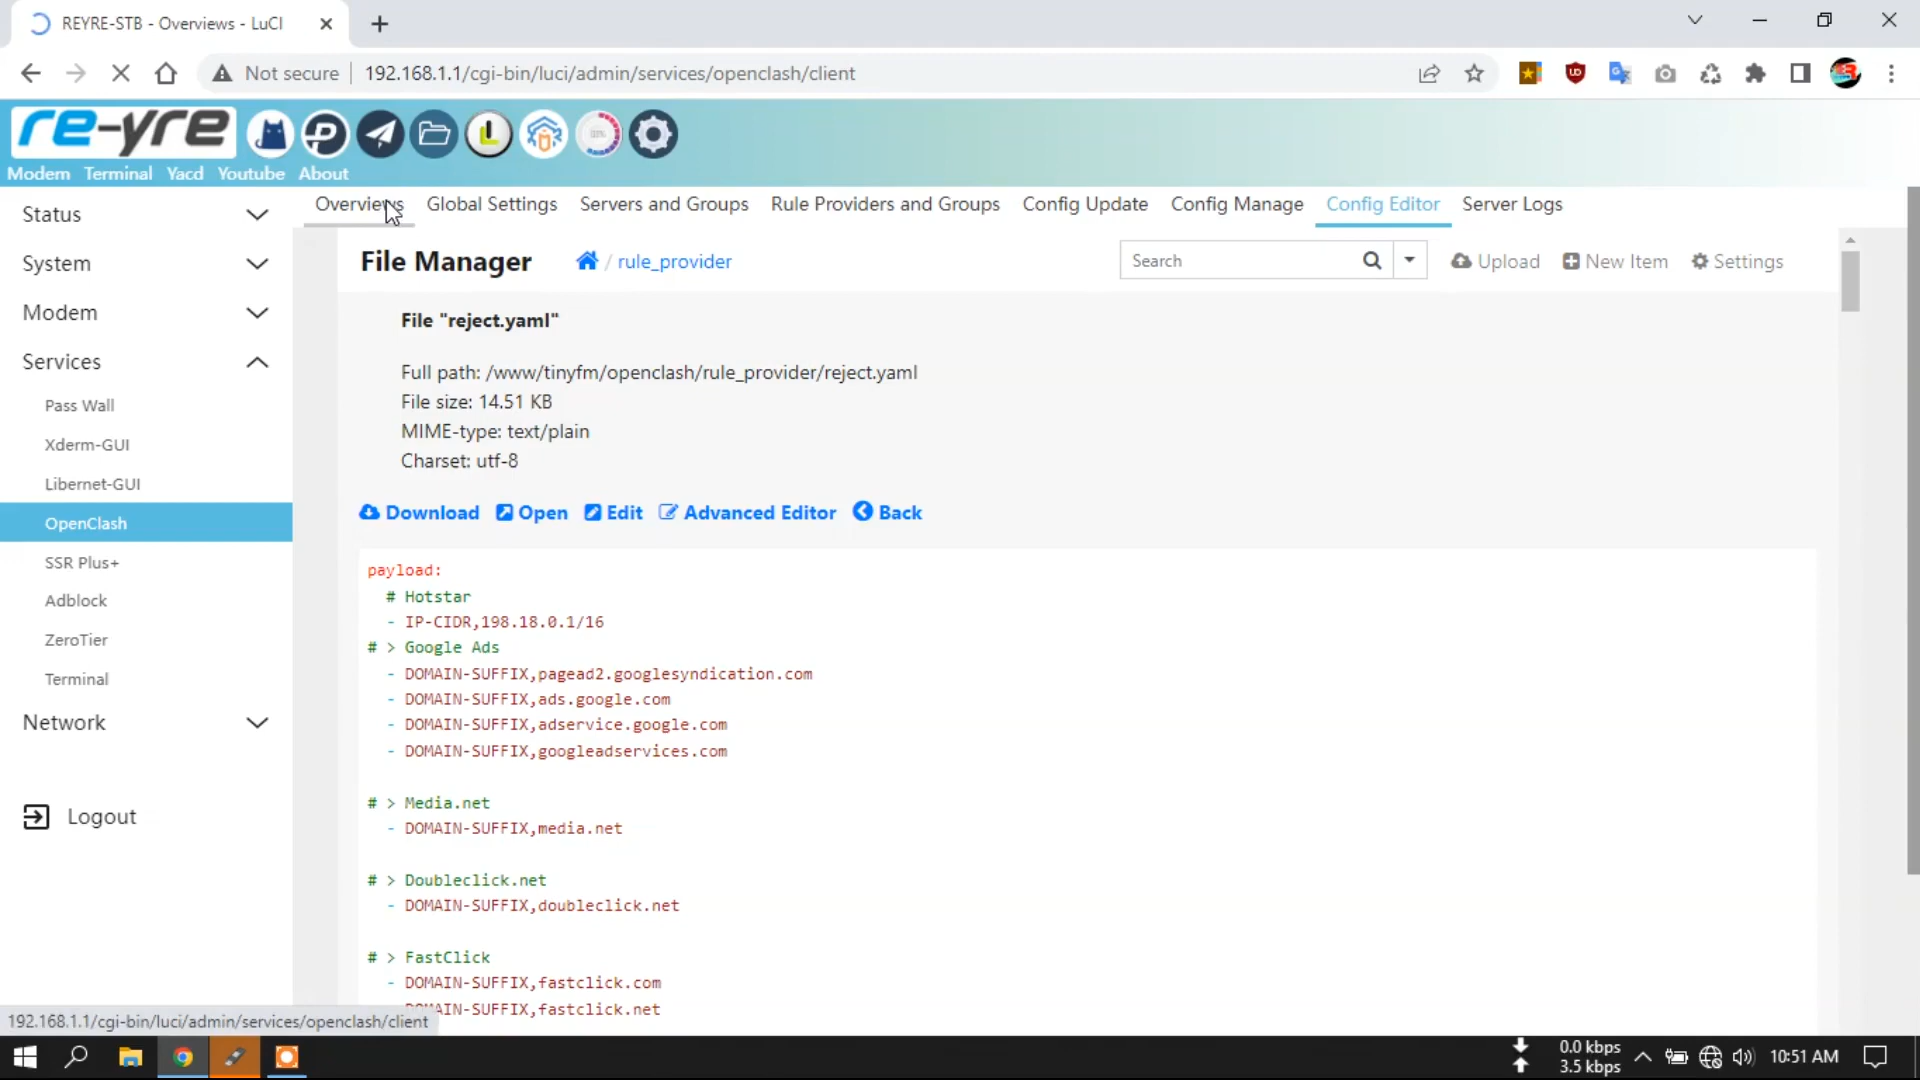 REYRE-STB - Overviews - LuCI
Not secure 192.168.1.1/cgi-bin/luci/admin/services/openclash/client
re-yre
Modem Terminal Yacd Youtube About
Status
System
Modem
Services
Pass Wall
Xderm-GUI
Libernet-GUI
OpenClash
SSR Plus+
Adblock
ZeroTier
Terminal
Network
Logout
Overviews Global Settings Servers and Groups Rule Providers and Groups Config Update Config Manage Config Editor Server Logs
File Manager / rule_provider Search Upload New Item Settings
File "reject.yaml"
Full path: /www/tinyfm/openclash/rule_provider/reject.yaml
File size: 14.51 KB
MIME-type: text/plain
Charset: utf-8
Download Open Edit Advanced Editor Back
payload:
# Hotstar
- IP-CIDR,198.18.0.1/16
# > Google Ads
- DOMAIN-SUFFIX,pagead2.googlesyndication.com
- DOMAIN-SUFFIX,ads.google.com
- DOMAIN-SUFFIX,adservice.google.com
- DOMAIN-SUFFIX,googleadservices.com
# > Media.net
- DOMAIN-SUFFIX,media.net
# > Doubleclick.net
- DOMAIN-SUFFIX,doubleclick.net
# > FastClick
- DOMAIN-SUFFIX,fastclick.com
- DOMAIN-SUFFIX,fastclick.net
192.168.1.1/cgi-bin/luci/admin/services/openclash/client
0.0 kbps
3.5 kbps
10:51 AM